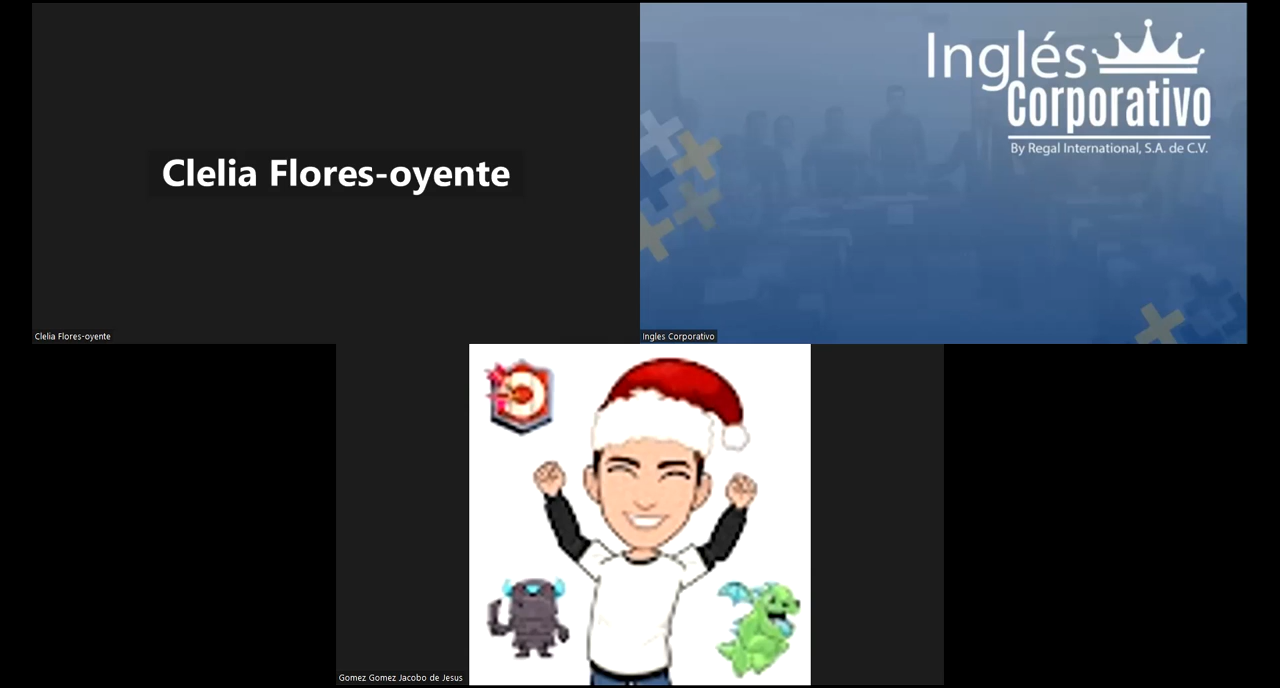 Clelia Flores-oyente
Clelia Flores-oyente
Inglés
Corporativo
By Regal International, S.A. de C.V.
Ingles Corporativo
Gomez Gomez Jacobo de Jesus